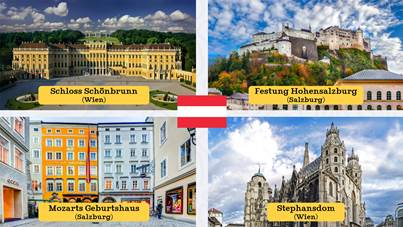 Schloss Schönbrunn
(Wien)
Festung Hohensalzburg
(Salzburg)
Mozarts Geburtshaus
(Salzburg)
Stephansdom
(Wien)